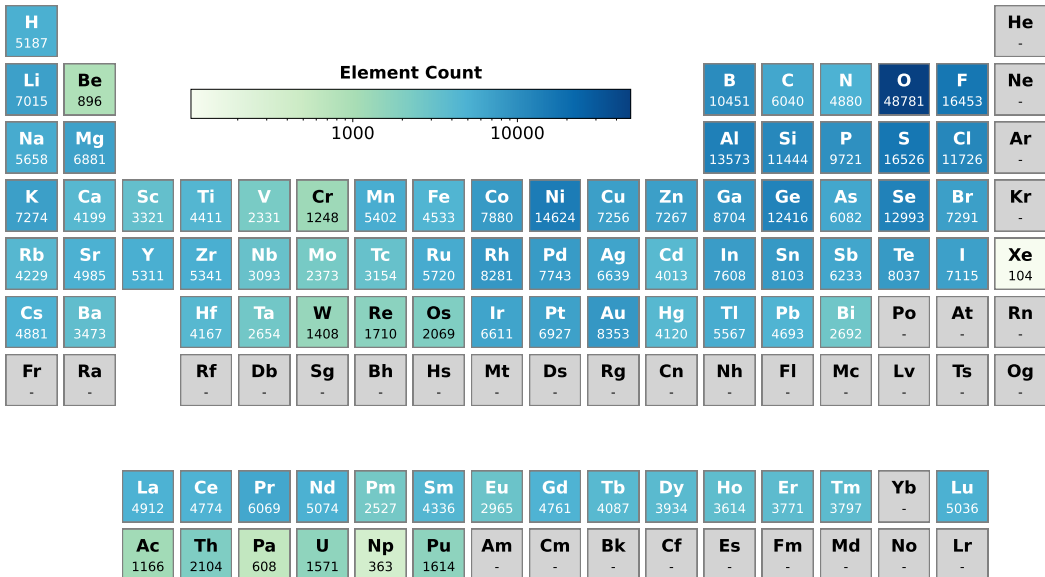 H He
5187 -
Element Count
Li Be B C N O F Ne
7015 896 10451 6040 4880 48781 16453 -
1000 10000
Na Mg Al Si P S Cl Ar
5658 6881 13573 11444 9721 16526 11726 -
K Ca Sc Ti V Cr Mn Fe Co Ni Cu Zn Ga Ge As Se Br Kr
7274 4199 3321 4411 2331 1248 5402 4533 7880 14624 7256 7267 8704 12416 6082 12993 7291 -
Rb Sr Y Zr Nb Mo Tc Ru Rh Pd Ag Cd In Sn Sb Te I Xe
4229 4985 5311 5341 3093 2373 3154 5720 8281 7743 6639 4013 7608 8103 6233 8037 7115 104
Cs Ba Hf Ta W Re Os Ir Pt Au Hg Tl Pb Bi Po At Rn
4881 3473 4167 2654 1408 1710 2069 6611 6927 8353 4120 5567 4693 2692 - - -
Fr Ra Rf Db Sg Bh Hs Mt Ds Rg Cn Nh Fl Mc Lv Ts Og
- - - - - - - - - - - - - - - - -
La Ce Pr Nd Pm Sm Eu Gd Tb Dy Ho Er Tm Yb Lu
4912 4774 6069 5074 2527 4336 2965 4761 4087 3934 3614 3771 3797 - 5036
Ac Th Pa U Np Pu Am Cm Bk Cf Es Fm Md No Lr
1166 2104 608 1571 363 1614 - - - - - - - - -